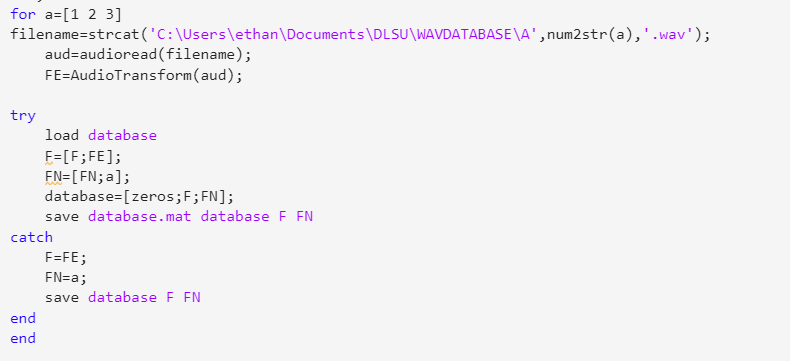 for a=[1 2 3]
filename=strcat('C:\Users\ethan\Documents\DLSU\WAVDATABASE\A',num2str(a),'.wav');
    aud=audioread(filename);
    FE=AudioTransform(aud);

try
    load database
    F=[F;FE];
    FN=[FN;a];
    database=[zeros;F;FN];
    save database.mat database F FN
catch
    F=FE;
    FN=a;
    save database F FN
end
end